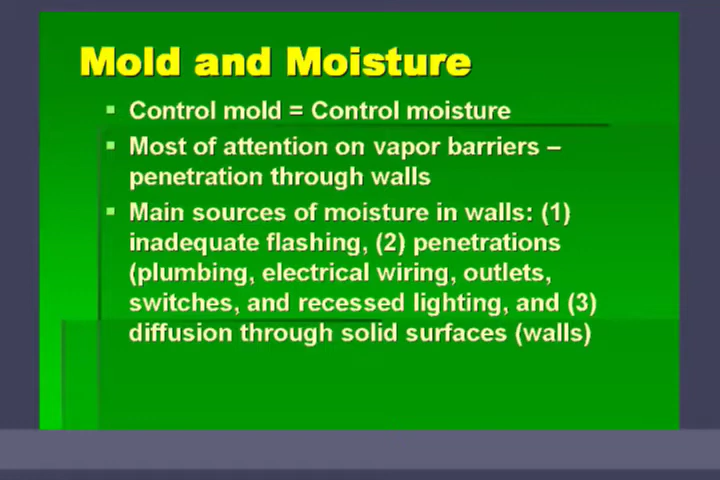 Mold and Moisture
Control mold = Control moisture
Most of attention on vapor barriers –
penetration through walls
Main sources of moisture in walls: (1)
inadequate flashing, (2) penetrations
(plumbing, electrical wiring, outlets,
switches, and recessed lighting, and (3)
diffusion through solid surfaces (walls)